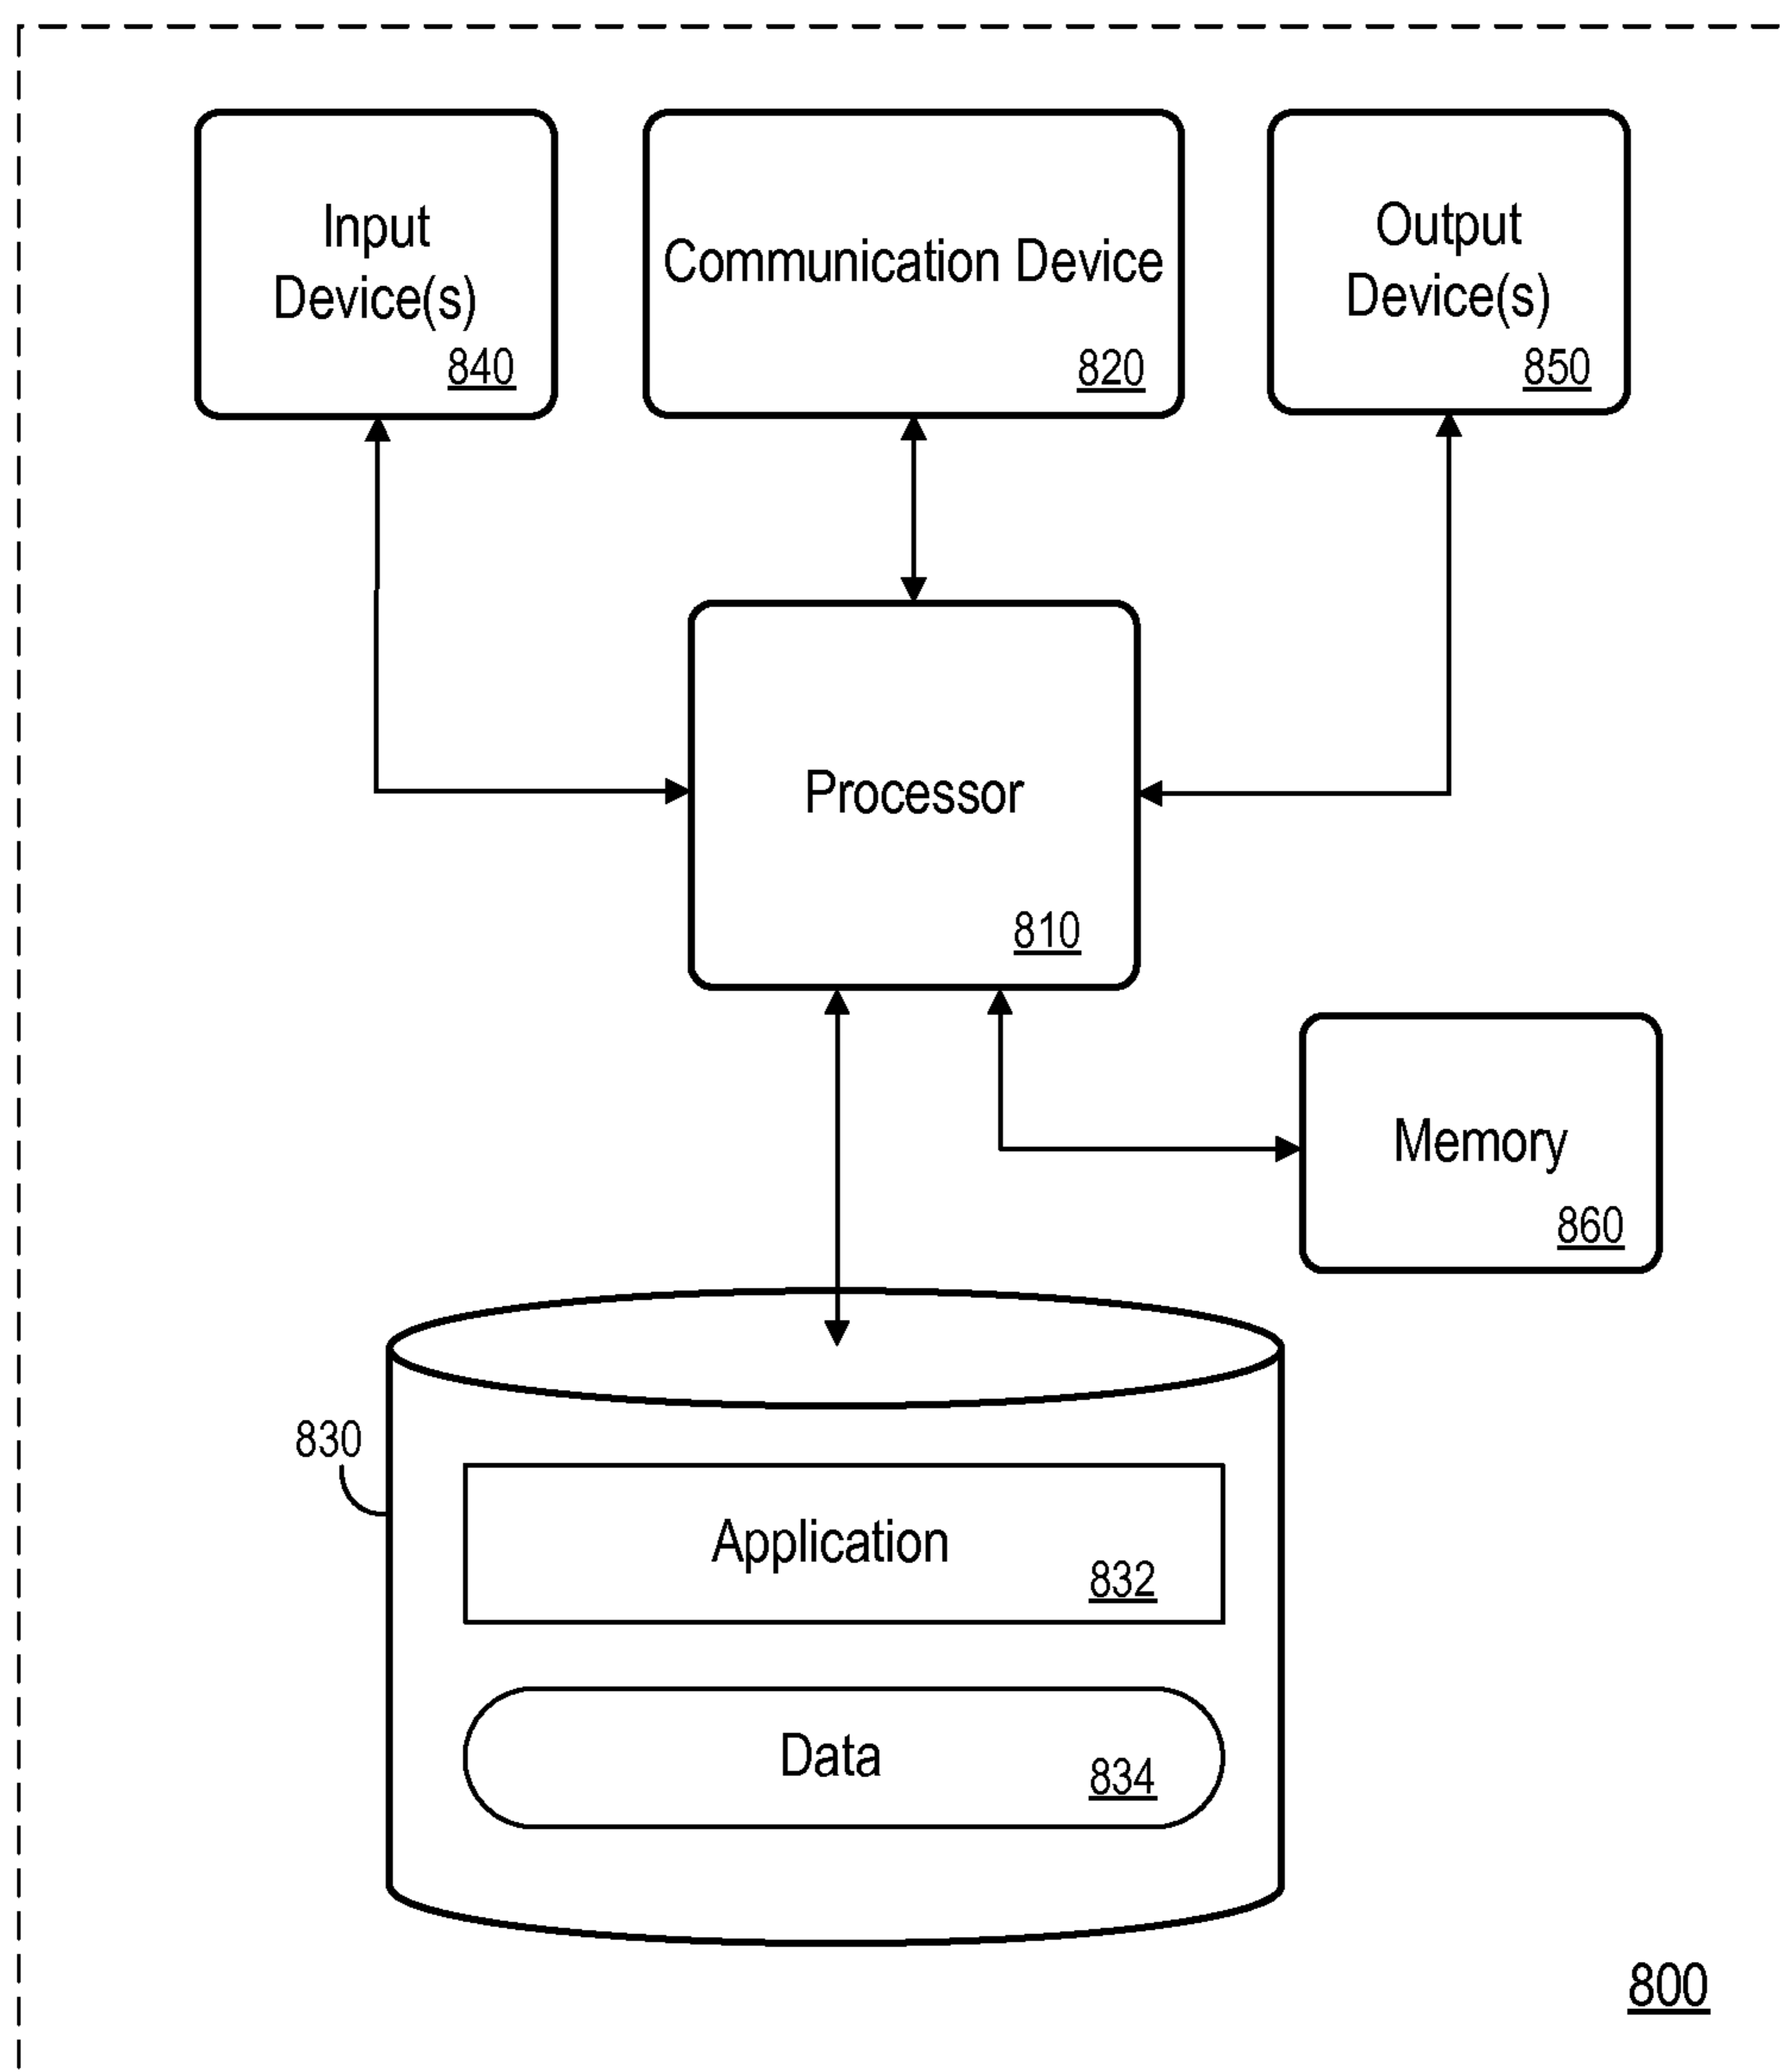 Input
Device(s)
840
Communication Device
820
Output
Device(s)
850
Processor
810
Memory
860
830
Application
832
Data
834
800